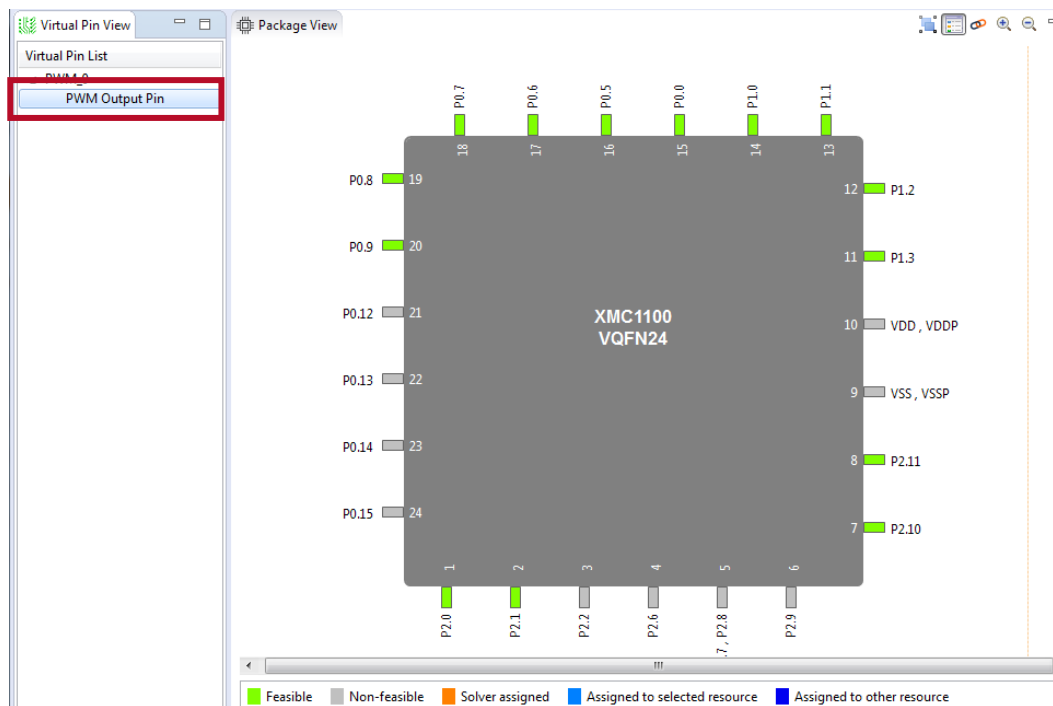 Virtual Pin View
Package View
Virtual Pin List
PWM_0
PWM Output Pin
P0.7
P0.6
P0.5
P0.0
P1.0
P1.1
18
17
16
15
14
13
P0.8 19
12 P1.2
P0.9 20
11 P1.3
P0.12 21
XMC1100
VQFN24
10 VDD , VDDP
P0.13 22
9 VSS , VSSP
P0.14 23
8 P2.11
P0.15 24
7 P2.10
1
2
3
4
5
6
P2.0
P2.1
P2.2
P2.6
.7 , P2.8
P2.9
Feasible
Non-feasible
Solver assigned
Assigned to selected resource
Assigned to other resource